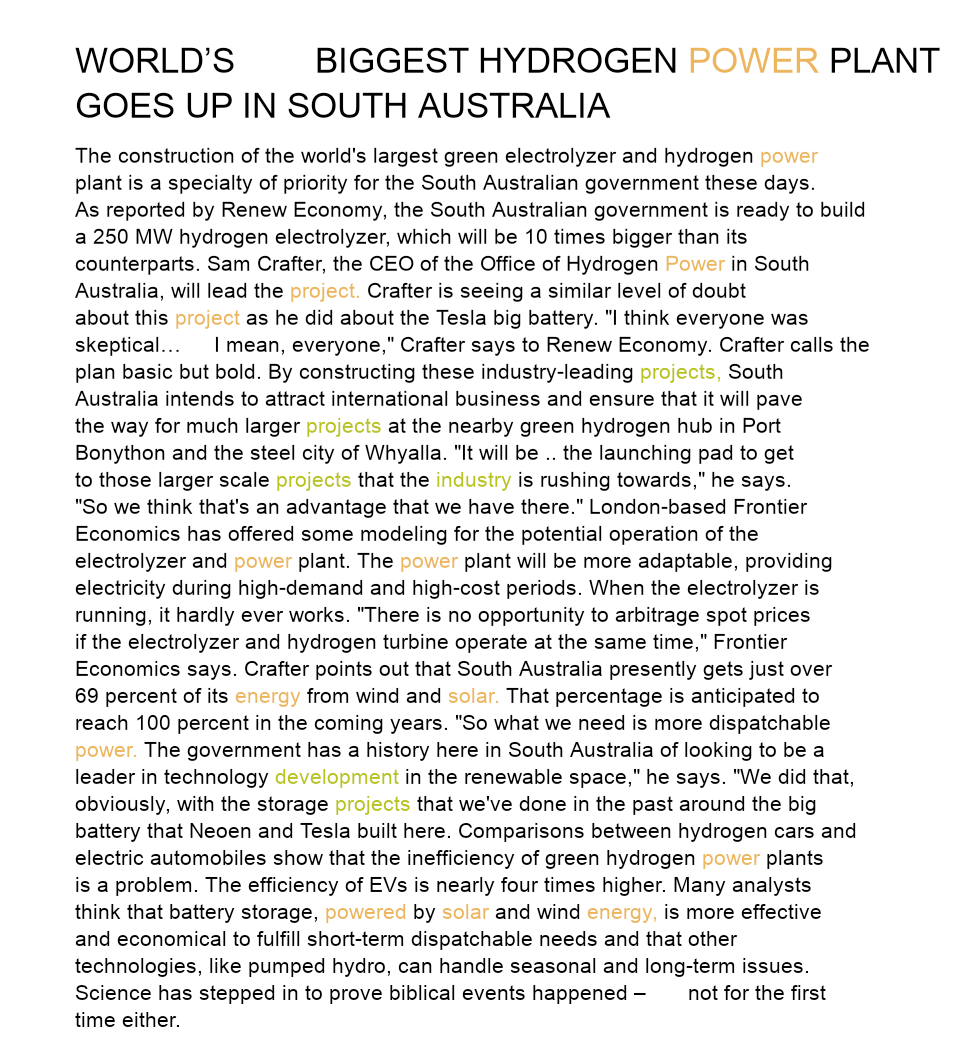 WORLD’S BIGGEST HYDROGEN POWER PLANT
GOES UP IN SOUTH AUSTRALIA
The construction of the world's largest green electrolyzer and hydrogen power
plant is a specialty of priority for the South Australian government these days.
As reported by Renew Economy, the South Australian government is ready to build
a 250 MW hydrogen electrolyzer, which will be 10 times bigger than its
counterparts. Sam Crafter, the CEO of the Office of Hydrogen Power in South
Australia, will lead the project. Crafter is seeing a similar level of doubt
about this project as he did about the Tesla big battery. "I think everyone was
skeptical… I mean, everyone," Crafter says to Renew Economy. Crafter calls the
plan basic but bold. By constructing these industry-leading projects, South
Australia intends to attract international business and ensure that it will pave
the way for much larger projects at the nearby green hydrogen hub in Port
Bonython and the steel city of Whyalla. "It will be .. the launching pad to get
to those larger scale projects that the industry is rushing towards," he says.
"So we think that's an advantage that we have there." London-based Frontier
Economics has offered some modeling for the potential operation of the
electrolyzer and power plant. The power plant will be more adaptable, providing
electricity during high-demand and high-cost periods. When the electrolyzer is
running, it hardly ever works. "There is no opportunity to arbitrage spot prices
if the electrolyzer and hydrogen turbine operate at the same time," Frontier
Economics says. Crafter points out that South Australia presently gets just over
69 percent of its energy from wind and solar. That percentage is anticipated to
reach 100 percent in the coming years. "So what we need is more dispatchable
power. The government has a history here in South Australia of looking to be a
leader in technology development in the renewable space," he says. "We did that,
obviously, with the storage projects that we've done in the past around the big
battery that Neoen and Tesla built here. Comparisons between hydrogen cars and
electric automobiles show that the inefficiency of green hydrogen power plants
is a problem. The efficiency of EVs is nearly four times higher. Many analysts
think that battery storage, powered by solar and wind energy, is more effective
and economical to fulfill short-term dispatchable needs and that other
technologies, like pumped hydro, can handle seasonal and long-term issues.
Science has stepped in to prove biblical events happened – not for the first
time either.